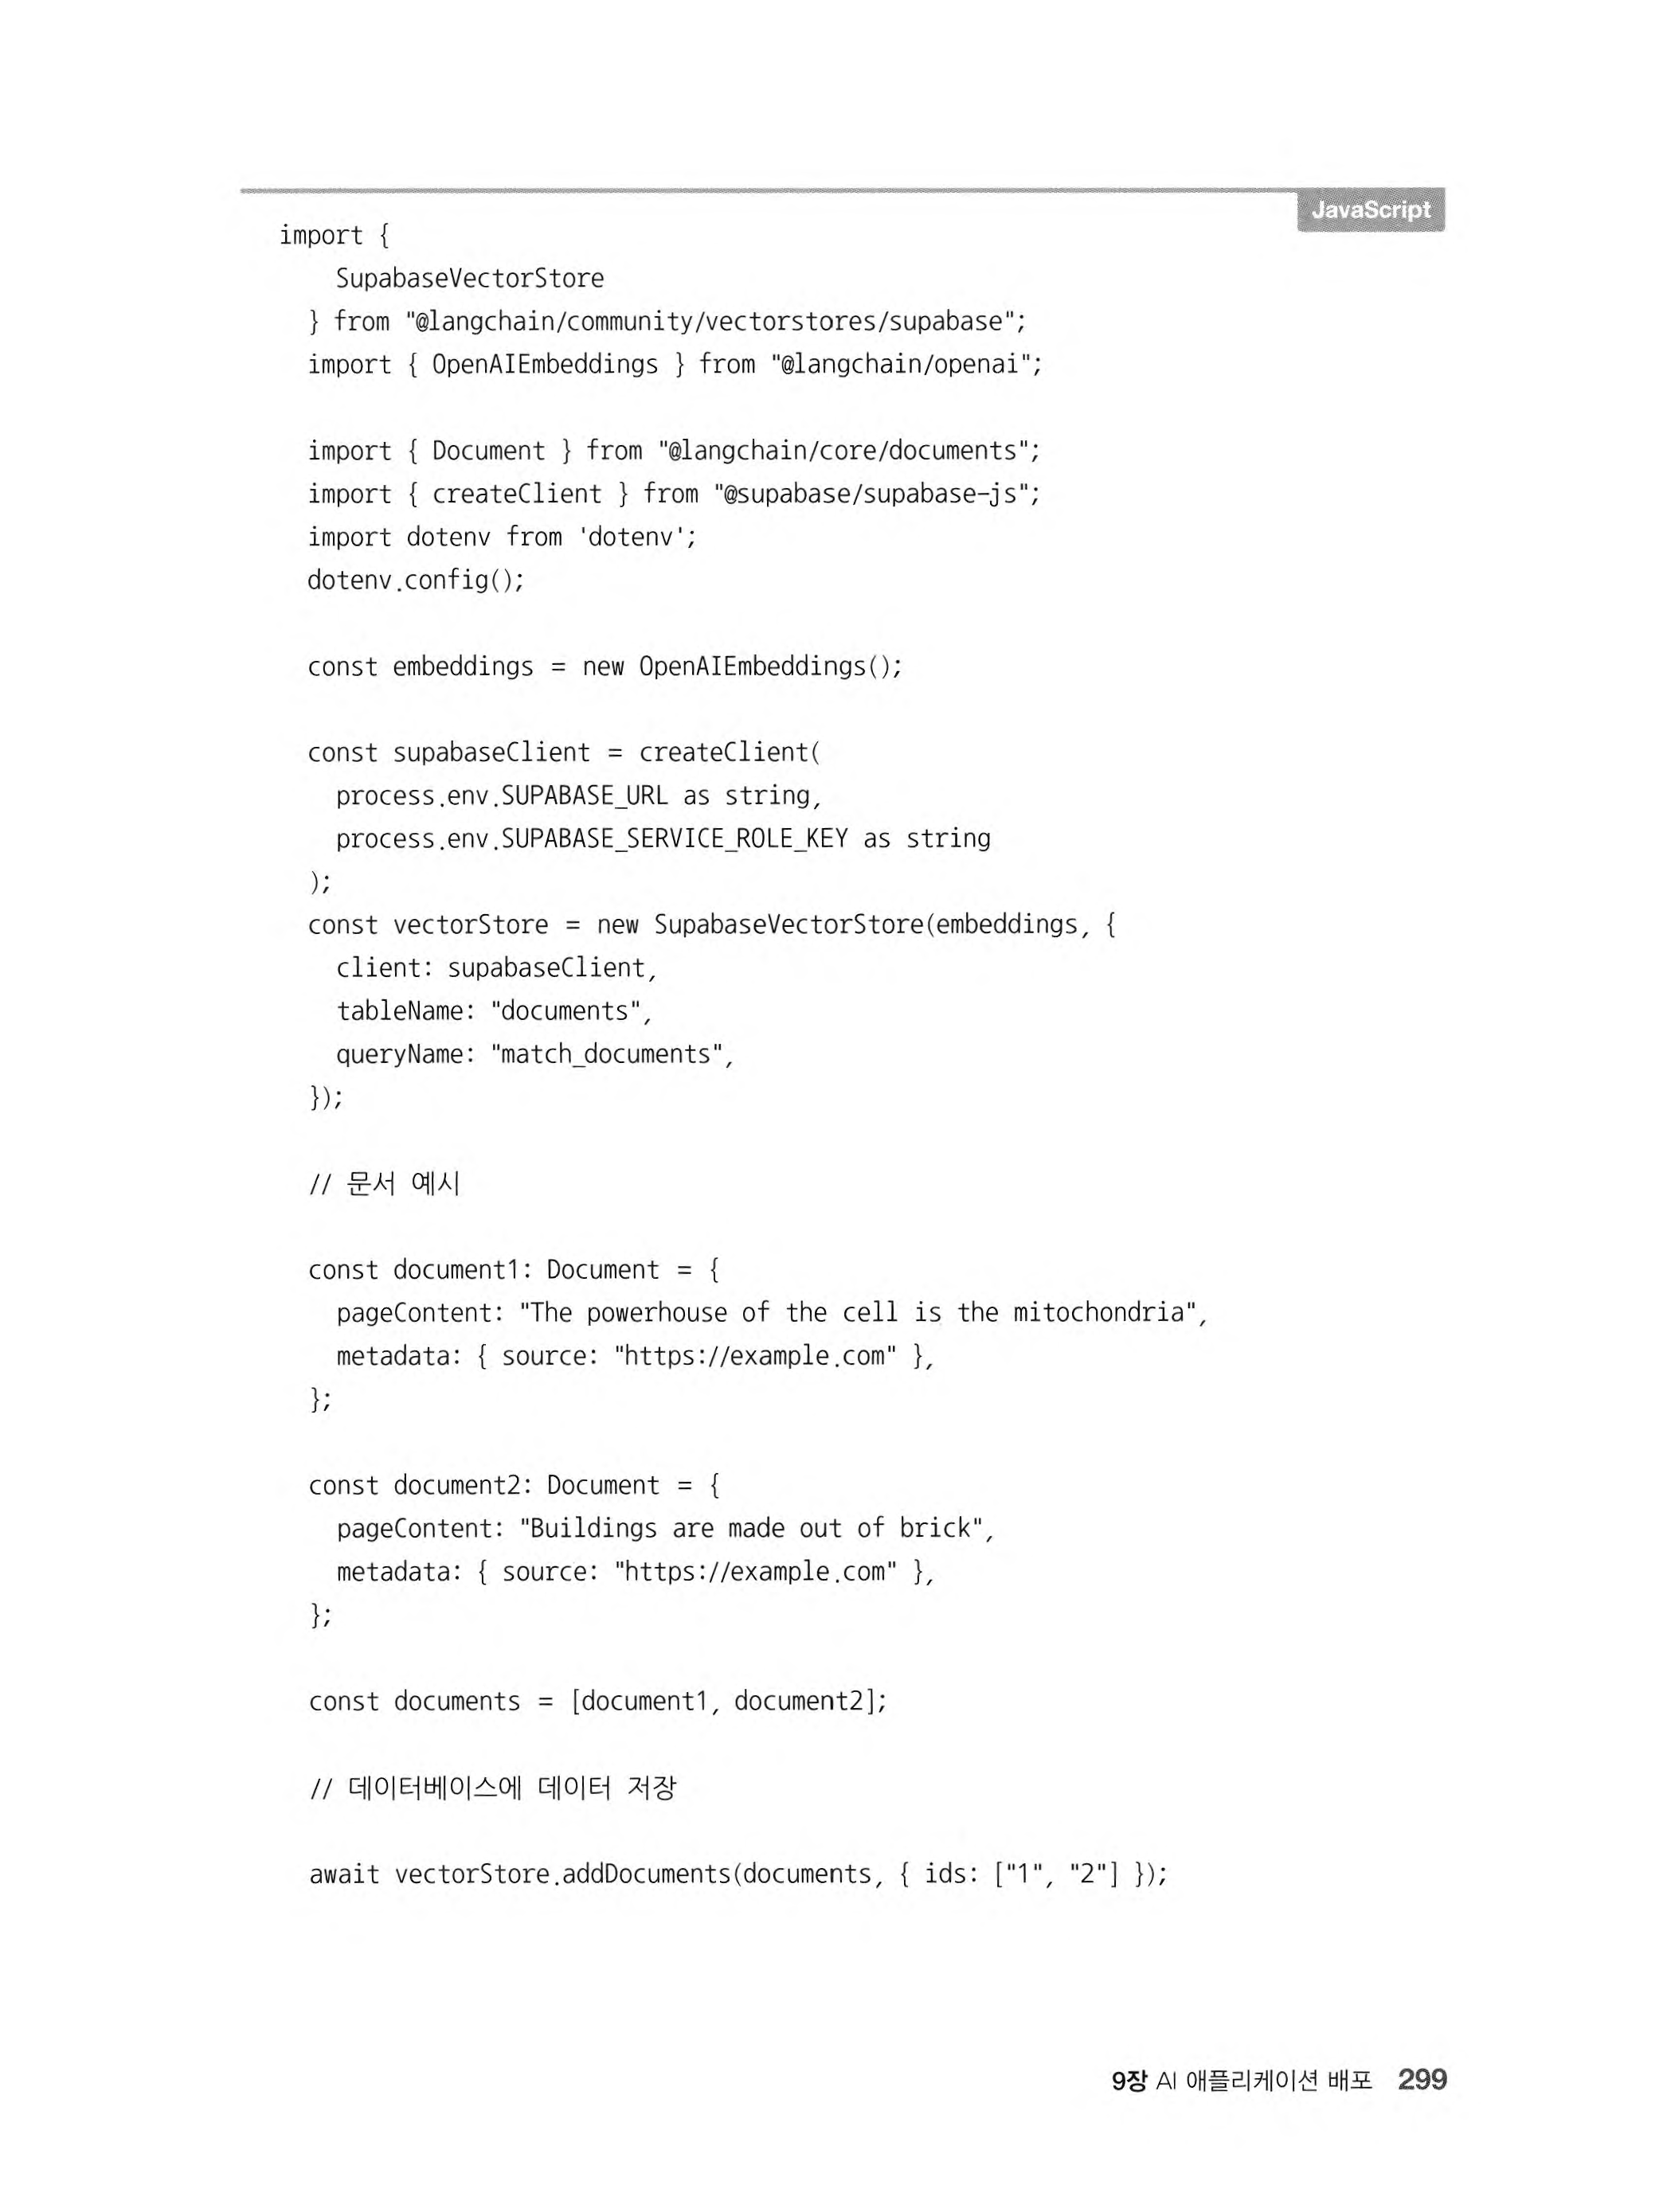 JavaScript
import {
    SupabaseVectorStore
  } from "@langchain/community/vectorstores/supabase";
  import { OpenAIEmbeddings } from "@langchain/openai";

  import { Document } from "@langchain/core/documents";
  import { createClient } from "@supabase/supabase-js";
  import dotenv from 'dotenv';
  dotenv.config();

  const embeddings = new OpenAIEmbeddings();

  const supabaseClient = createClient(
    process.env.SUPABASE_URL as string,
    process.env.SUPABASE_SERVICE_ROLE_KEY as string
  );
  const vectorStore = new SupabaseVectorStore(embeddings, {
    client: supabaseClient,
    tableName: "documents",
    queryName: "match_documents",
  });

  // 문서 예시

  const document1: Document = {
    pageContent: "The powerhouse of the cell is the mitochondria",
    metadata: { source: "https://example.com" },
  };

  const document2: Document = {
    pageContent: "Buildings are made out of brick",
    metadata: { source: "https://example.com" },
  };

  const documents = [document1, document2];

  // 데이터베이스에 데이터 저장

  await vectorStore.addDocuments(documents, { ids: ["1", "2"] });

9장 AI 애플리케이션 배포 299